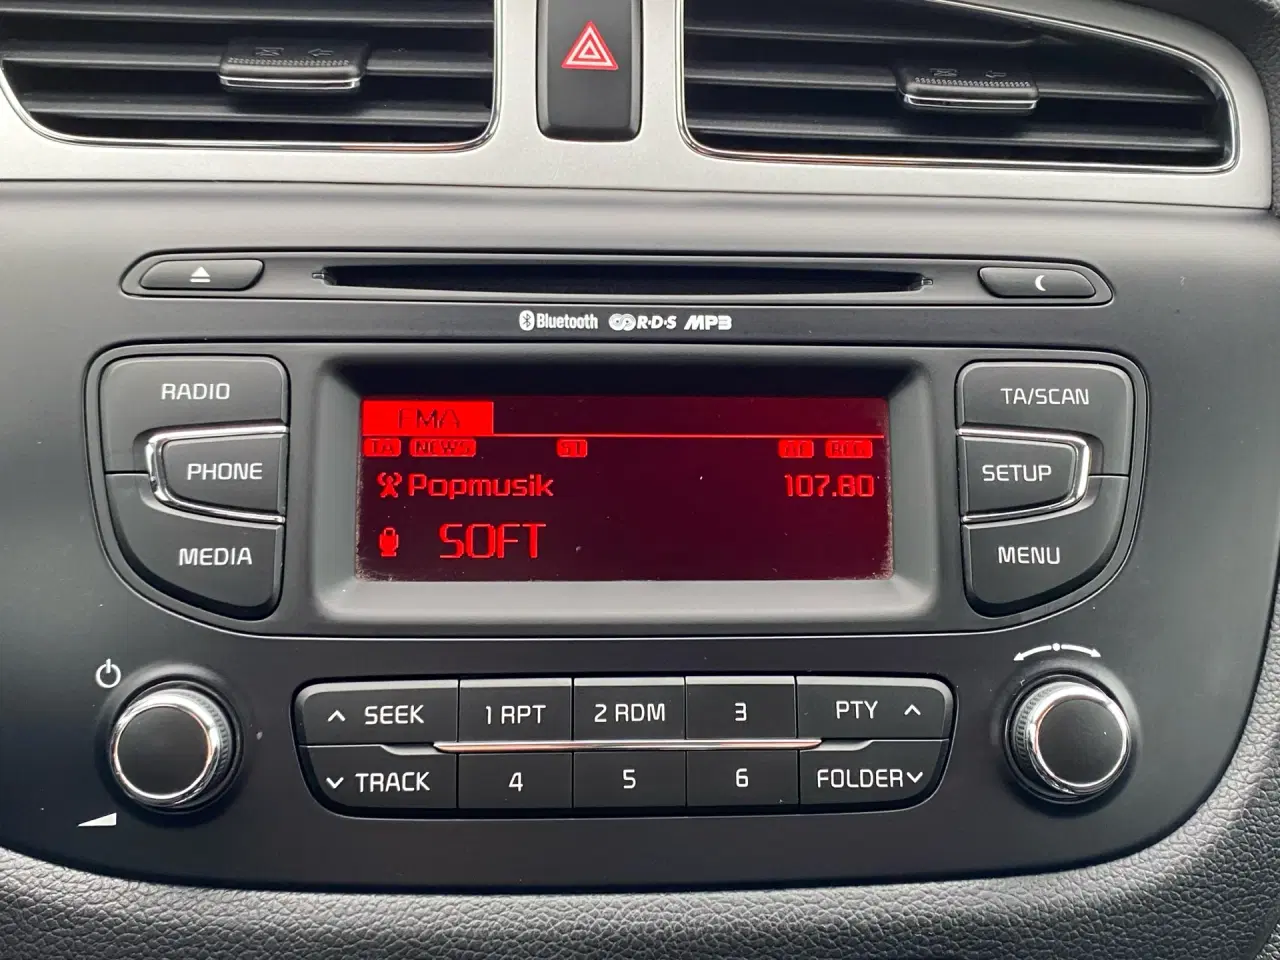 Bluetooth R·D·S MP3
RADIO
PHONE
MEDIA
FMA
TA NEWS ST AF REG
Popmusik 107.80
SOFT
TA/SCAN
SETUP
MENU
SEEK 1 RPT 2 RDM 3 PTY
TRACK 4 5 6 FOLDER